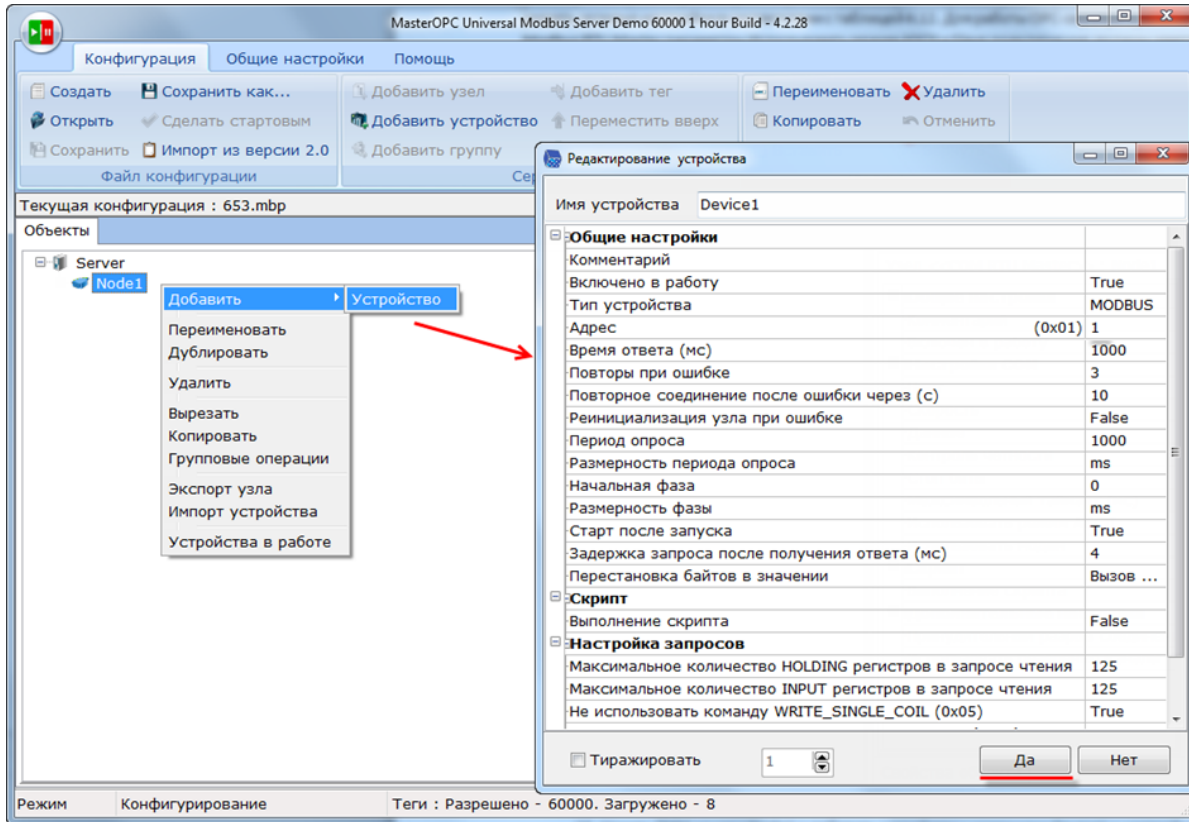 MasterOPC Universal Modbus Server Demo 60000 1 hour Build - 4.2.28
Конфигурация Общие настройки Помощь
Создать Сохранить как... Добавить узел Добавить тег Переименовать Удалить
Открыть Сделать стартовым Добавить устройство Переместить вверх Копировать Отменить
Сохранить Импорт из версии 2.0 Добавить группу
Файл конфигурации
Текущая конфигурация : 653.mbp
Объекты
Server
Node1
Добавить Устройство
Переименовать
Дублировать
Удалить
Вырезать
Копировать
Групповые операции
Экспорт узла
Импорт устройства
Устройства в работе
Редактирование устройства
Имя устройства Device1
Общие настройки
Комментарий
Включено в работу True
Тип устройства MODBUS
Адрес (0x01) 1
Время ответа (мс) 1000
Повторы при ошибке 3
Повторное соединение после ошибки через (с) 10
Реинициализация узла при ошибке False
Период опроса 1000
Размерность периода опроса ms
Начальная фаза 0
Размерность фазы ms
Старт после запуска True
Задержка запроса после получения ответа (мс) 4
Перестановка байтов в значении Вызов ...
Скрипт
Выполнение скрипта False
Настройка запросов
Максимальное количество HOLDING регистров в запросе чтения 125
Максимальное количество INPUT регистров в запросе чтения 125
Не использовать команду WRITE_SINGLE_COIL (0x05) True
Тиражировать 1 Да Нет
Режим Конфигурирование Теги : Разрешено - 60000. Загружено - 8